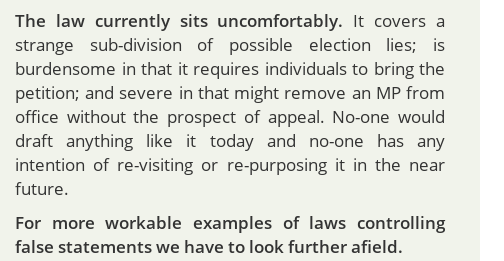 The law currently sits uncomfortably. It covers a
strange sub-division of possible election lies; is
burdensome in that it requires individuals to bring the
petition; and severe in that might remove an MP from
office without the prospect of appeal. No-one would
draft anything like it today and no-one has any
intention of re-visiting or re-purposing it in the near
future.
For more workable examples of laws controlling
false statements we have to look further afield.